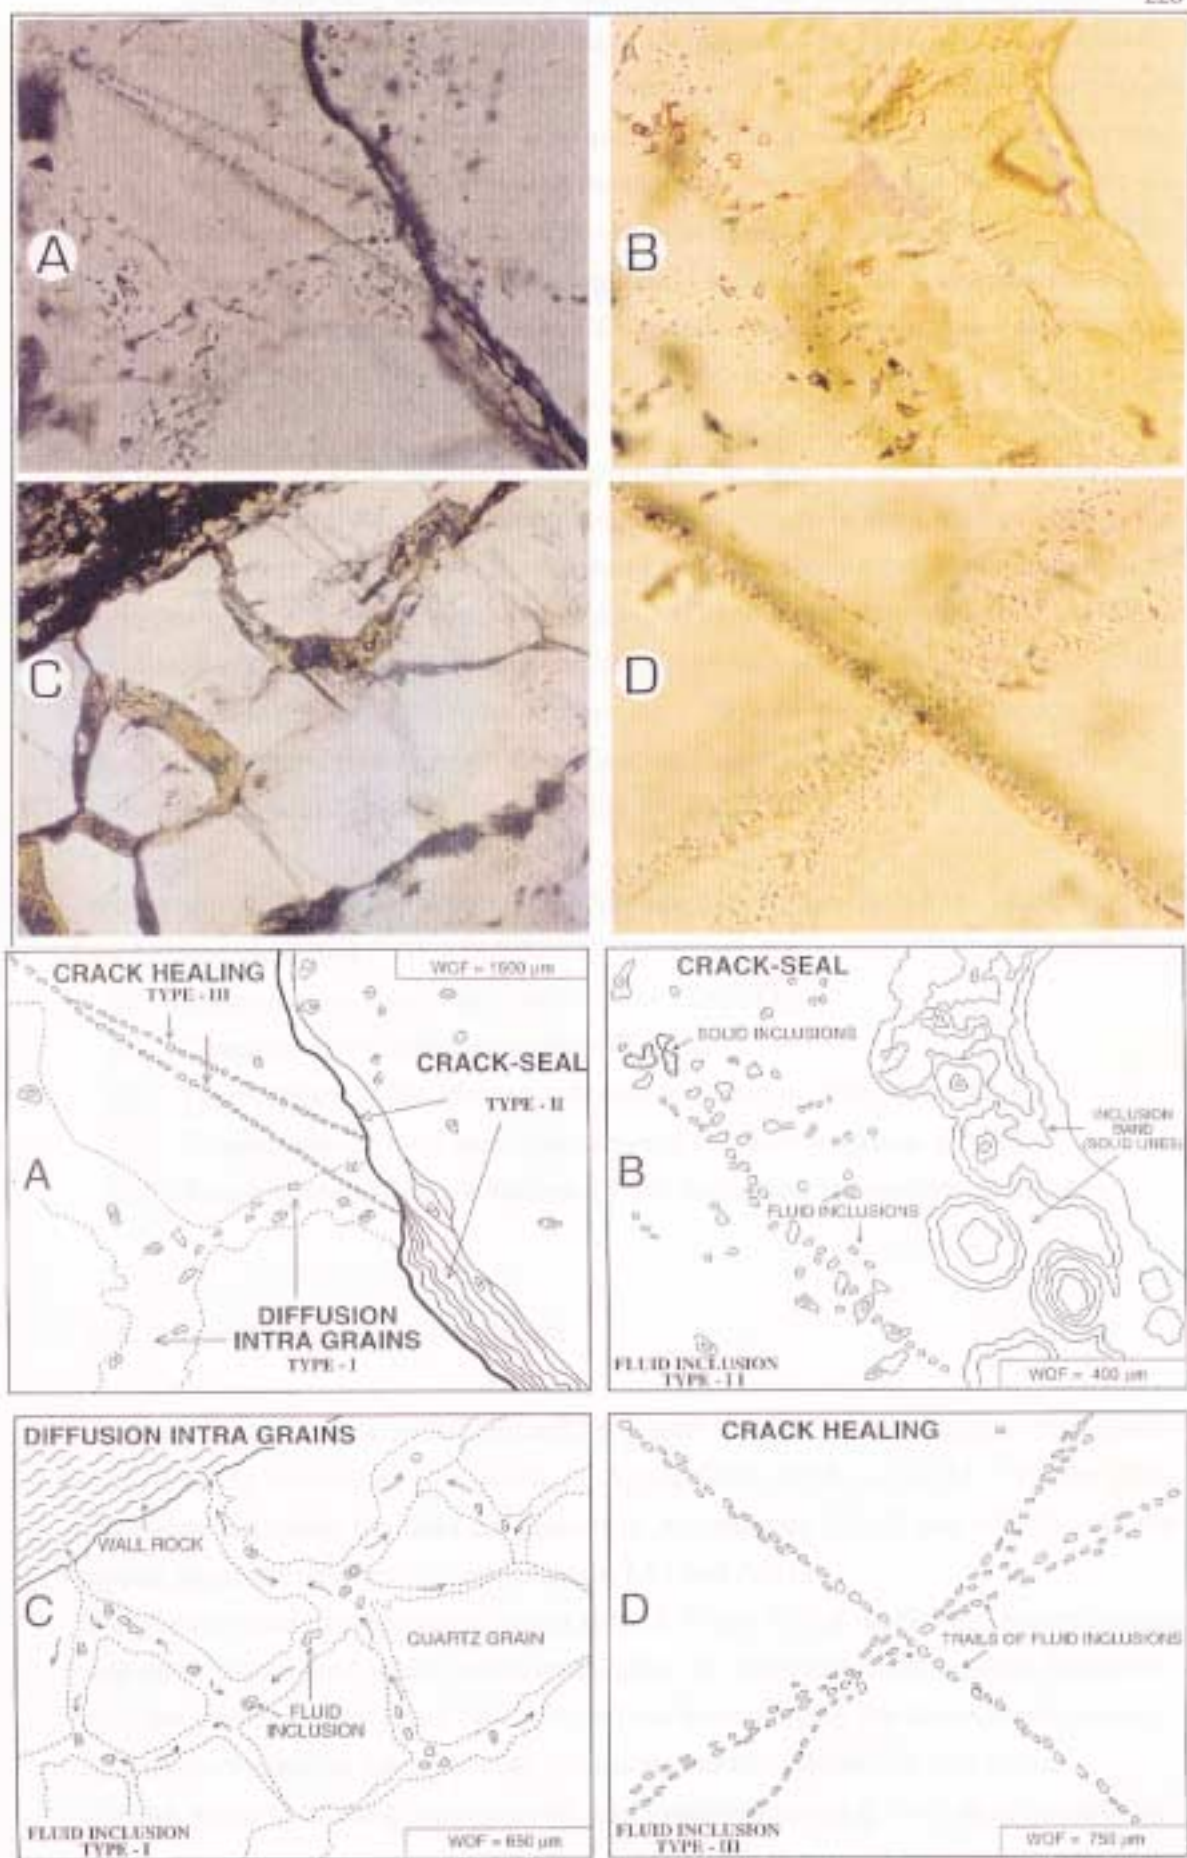 A
B
C
D
CRACK HEALING
TYPE - III
WOF = 1600 µm
CRACK-SEAL
TYPE - II
A
DIFFUSION
INTRA GRAINS
TYPE - I
CRACK-SEAL
SOLID INCLUSIONS
INCLUSION
BAND
(SOLID LINES)
B
FLUID INCLUSIONS
FLUID INCLUSION
TYPE - I I
WOF = 400 µm
DIFFUSION INTRA GRAINS
WALL ROCK
C
QUARTZ GRAIN
FLUID
INCLUSION
FLUID INCLUSION
TYPE - I
WOF = 650 µm
CRACK HEALING
D
TRAILS OF FLUID INCLUSIONS
FLUID INCLUSION
TYPE - III
WOF = 750 µm